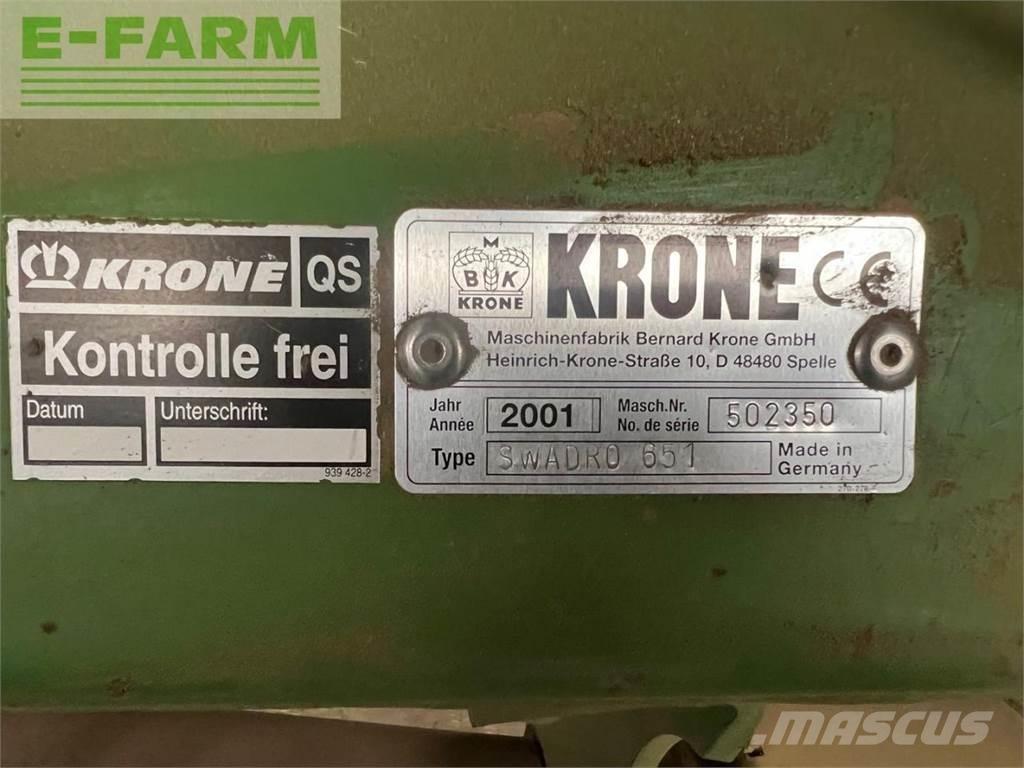 E-FARM
KRONE QS
Kontrolle frei
Datum Unterschrift:
939 428-2
M
B K
KRONE
KRONE CE
Maschinenfabrik Bernard Krone GmbH
Heinrich-Krone-Straße 10, D 48480 Spelle
Jahr
Année 2001 Masch.Nr.
No. de série 502350
Type SWADRO 651 Made in
Germany
MASCUS